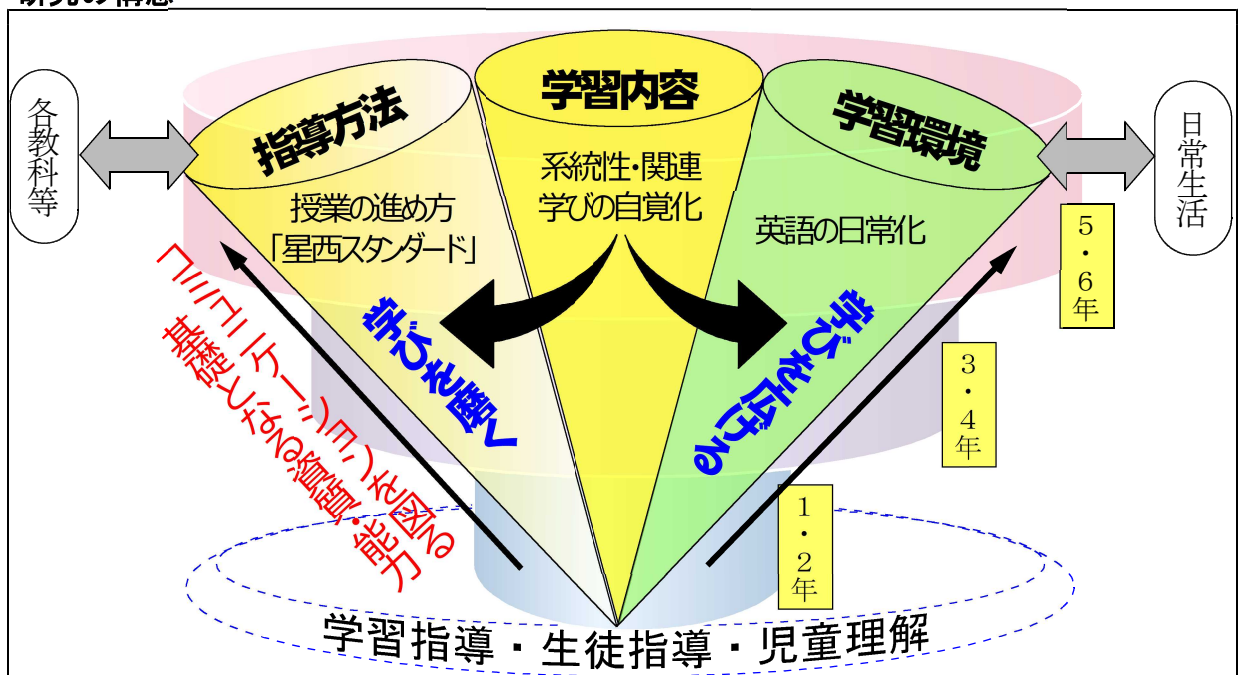 研究の構想
各教科等
指導方法
授業の進め方
「星西スタンダード」
学習内容
系統性・関連
学びの自覚化
学習環境
英語の日常化
日常生活
学びを磨く
学びを広げる
コミュニケーションを図る
基礎となる資質・能力
5・6年
3・4年
1・2年
学習指導・生徒指導・児童理解